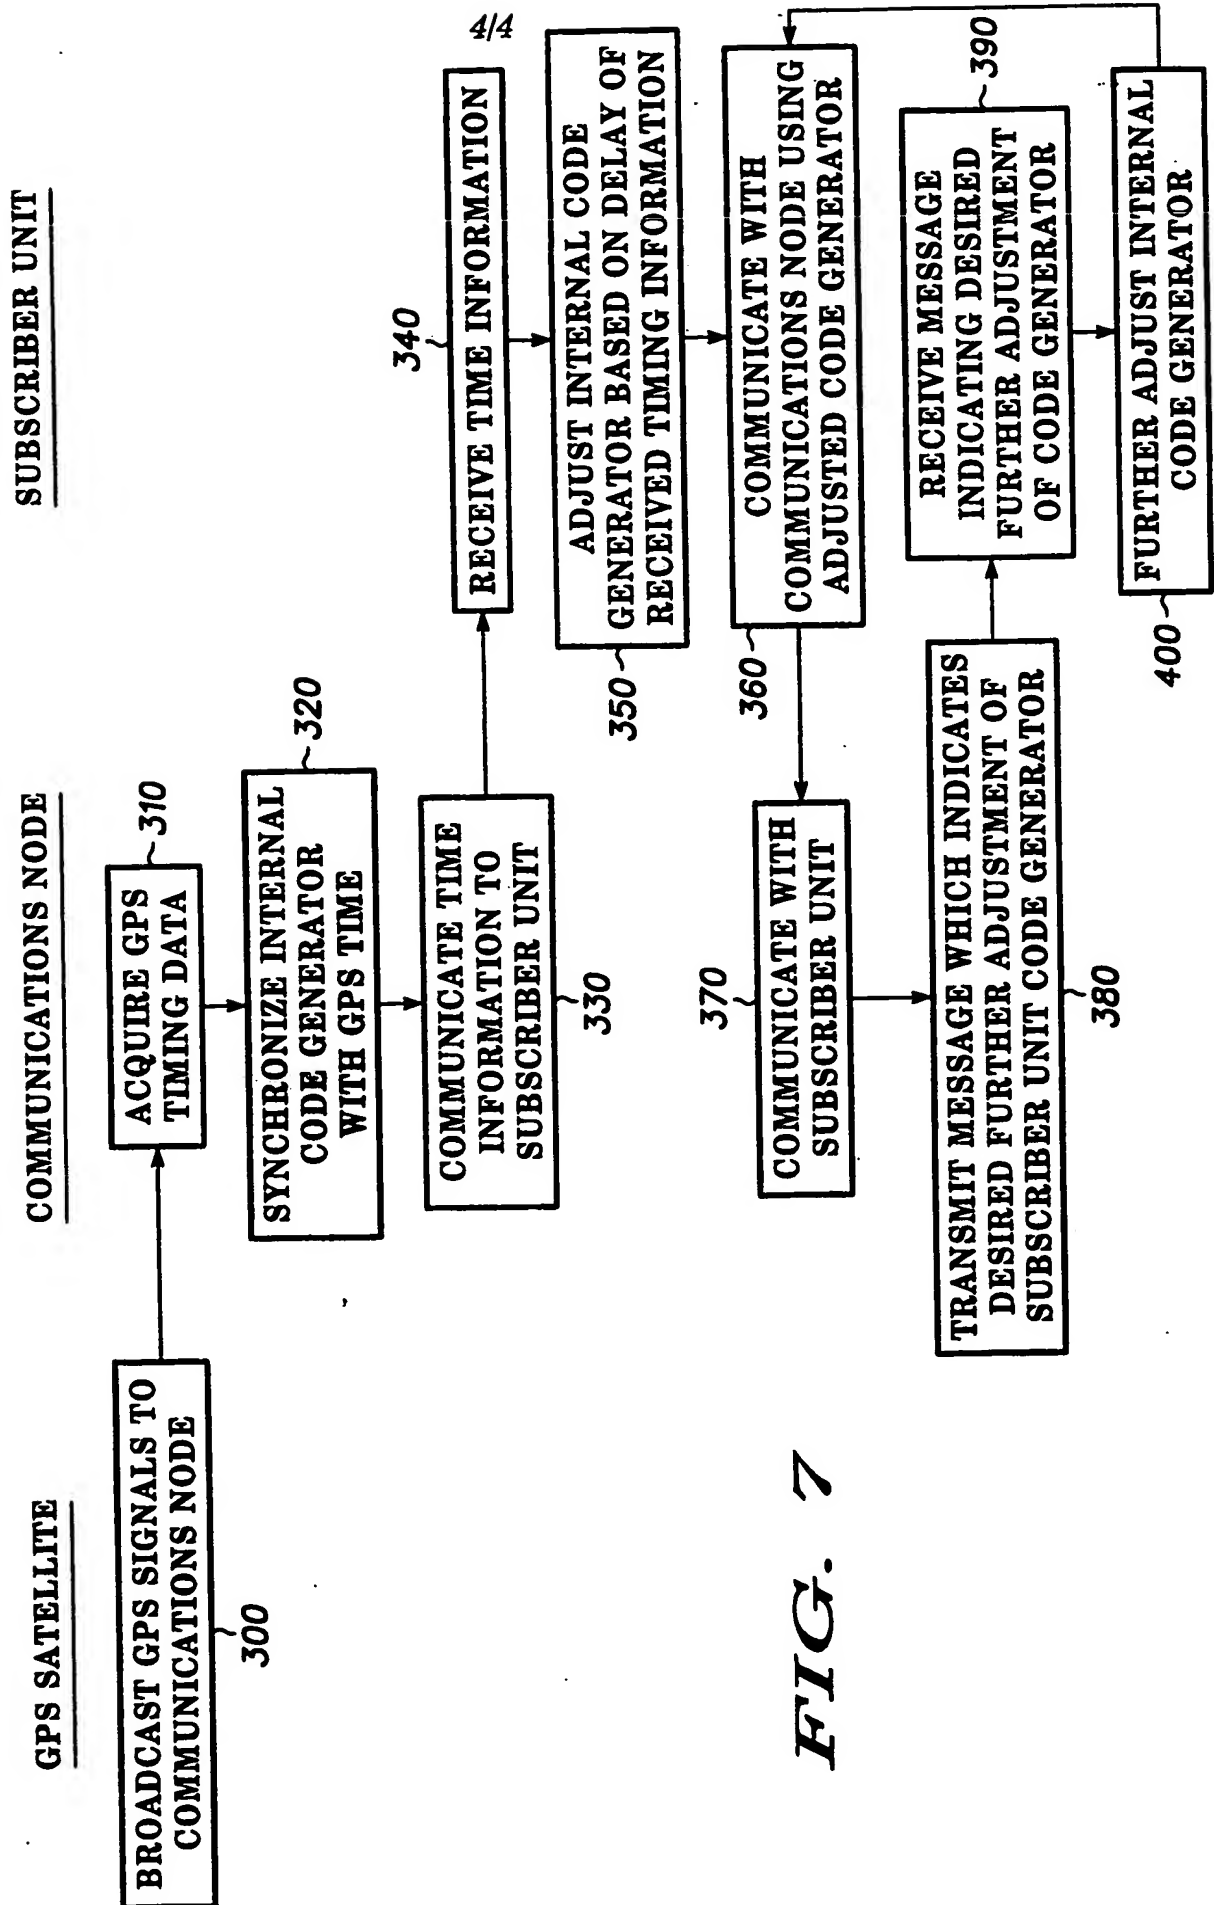 4/4
GPS SATELLITE
COMMUNICATIONS NODE
SUBSCRIBER UNIT
BROADCAST GPS SIGNALS TO
COMMUNICATIONS NODE
300
ACQUIRE GPS
TIMING DATA
310
SYNCHRONIZE INTERNAL
CODE GENERATOR
WITH GPS TIME
320
COMMUNICATE TIME
INFORMATION TO
SUBSCRIBER UNIT
330
340
RECEIVE TIME INFORMATION
ADJUST INTERNAL CODE
GENERATOR BASED ON DELAY OF
RECEIVED TIMING INFORMATION
350
COMMUNICATE WITH
COMMUNICATIONS NODE USING
ADJUSTED CODE GENERATOR
360
370
COMMUNICATE WITH
SUBSCRIBER UNIT
TRANSMIT MESSAGE WHICH INDICATES
DESIRED FURTHER ADJUSTMENT OF
SUBSCRIBER UNIT CODE GENERATOR
380
RECEIVE MESSAGE
INDICATING DESIRED
FURTHER ADJUSTMENT
OF CODE GENERATOR
390
FURTHER ADJUST INTERNAL
CODE GENERATOR
400
FIG. 7